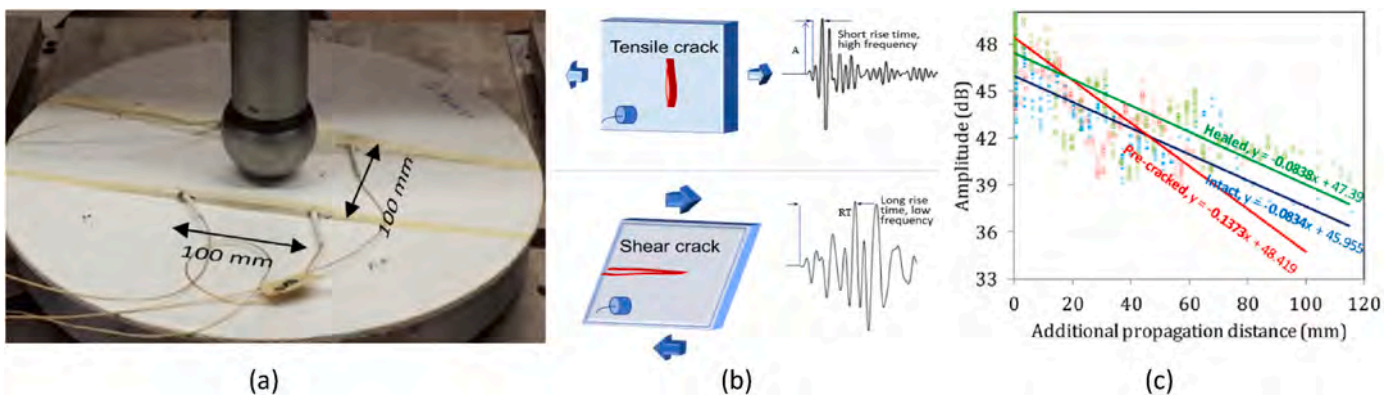 100 mm
100 mm
(a)
Tensile crack
A
Short rise time,
high frequency
Shear crack
RT
Long rise
time, low
frequency
(b)
Amplitude (dB)
48
45
42
39
36
33
0
20
40
60
80
100
120
Additional propagation distance (mm)
Healed, y = -0.0838x + 47.39
Intact, y = -0.0834x + 45.955
Pre-cracked, y = -0.1373x + 48.419
(c)